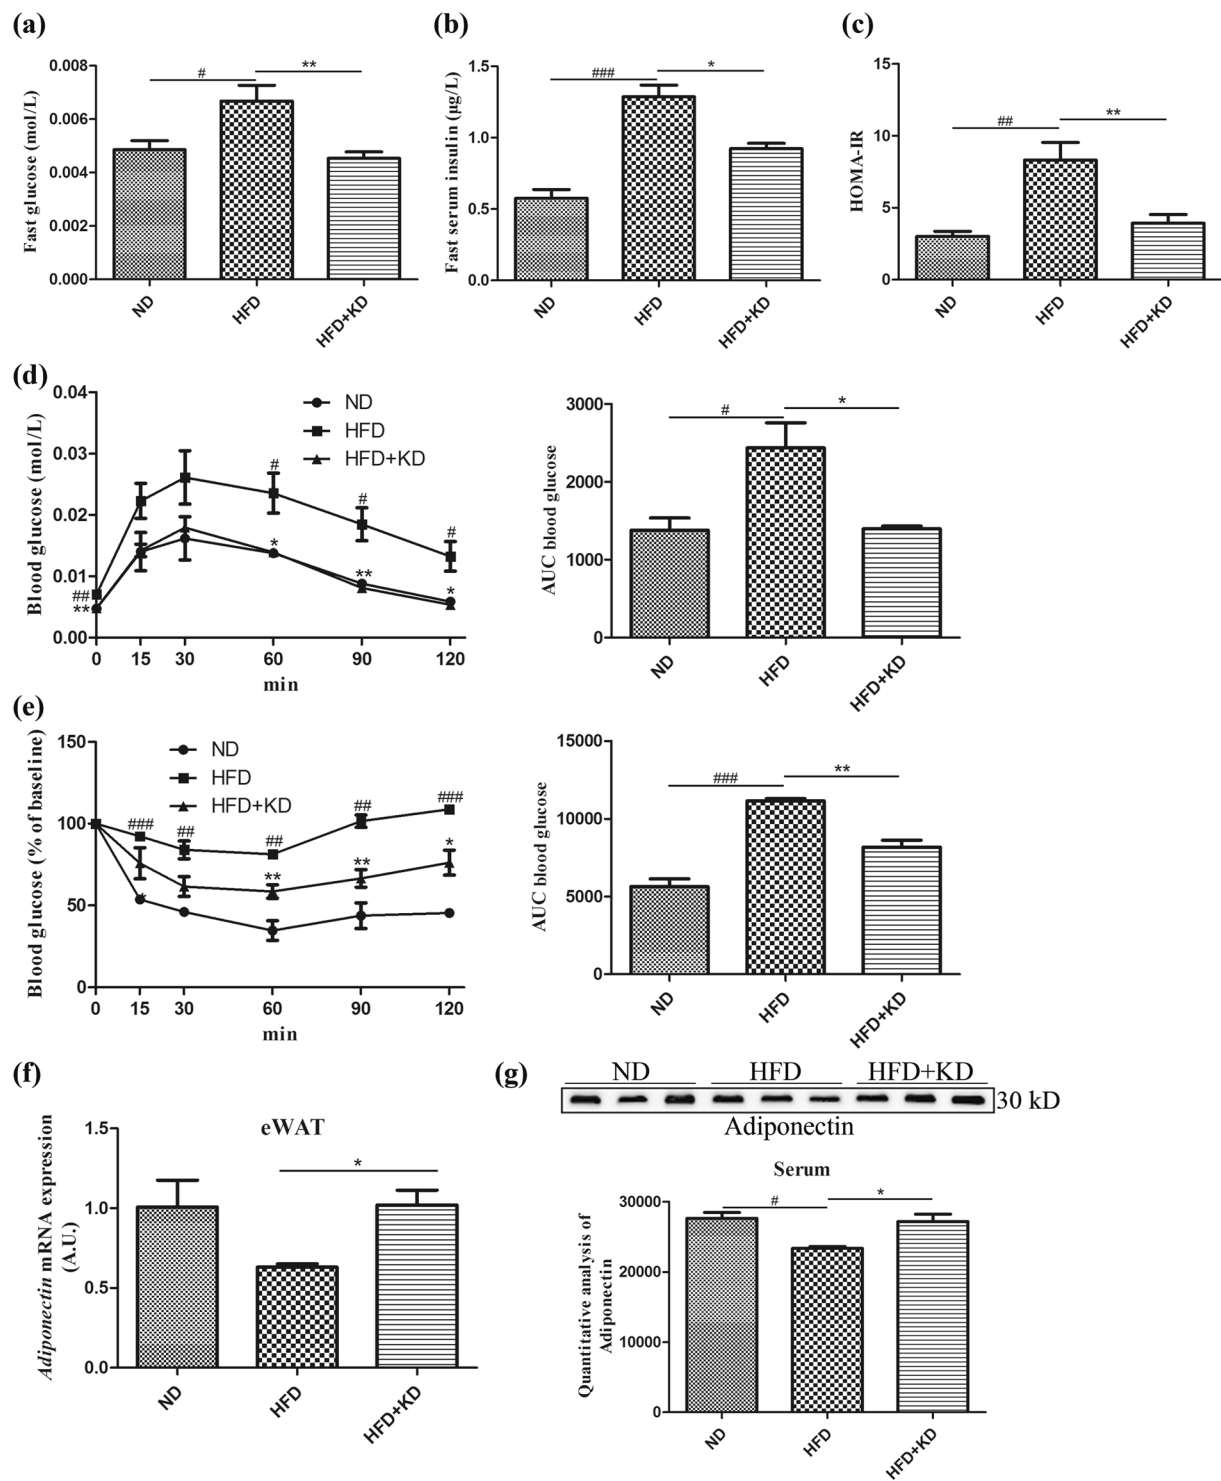 (a)
Fast glucose (mol/L)
0.008
0.006
0.004
0.002
0.000
#
**
ND
HFD
HFD+KD
(b)
Fast serum insulin (μg/L)
1.5
1.0
0.5
0.0
###
*
ND
HFD
HFD+KD
(c)
HOMA-IR
15
10
5
0
##
**
ND
HFD
HFD+KD
(d)
Blood glucose (mol/L)
0.04
0.03
0.02
0.01
0.00
ND
HFD
HFD+KD
#
#
#
*
**
*
##
**
0 15 30 60 90 120
min
AUC blood glucose
3000
2000
1000
0
#
*
ND
HFD
HFD+KD
(e)
Blood glucose (% of baseline)
150
100
50
0
ND
HFD
HFD+KD
###
##
##
##
###
**
**
*
*
0 15 30 60 90 120
min
AUC blood glucose
15000
10000
5000
0
###
**
ND
HFD
HFD+KD
(f)
eWAT
Adiponectin mRNA expression
(A.U.)
1.5
1.0
0.5
0.0
*
ND
HFD
HFD+KD
(g)
ND HFD HFD+KD
30 kD
Adiponectin
Serum
Quantitative analysis of
Adiponectin
30000
20000
10000
0
#
*
ND
HFD
HFD+KD